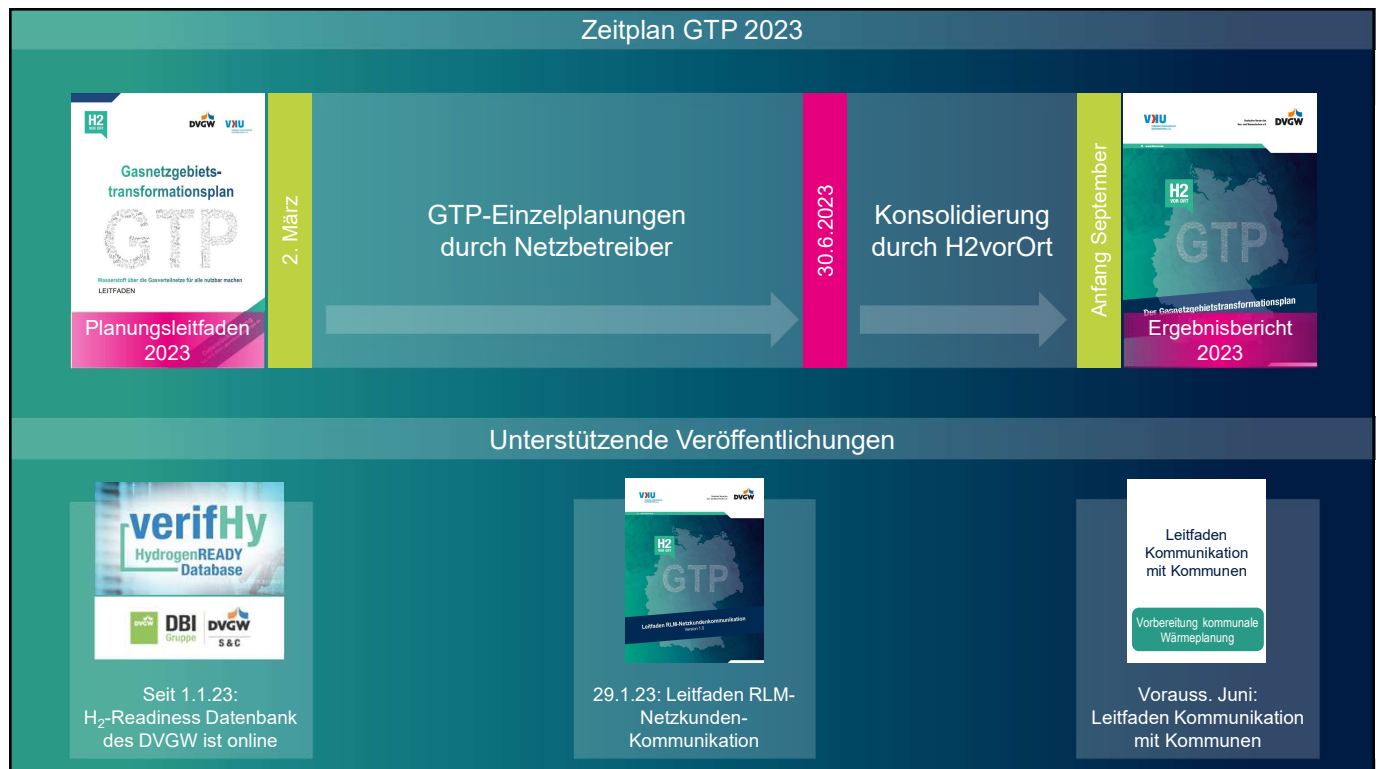 Zeitplan GTP 2023
H2
VOR ORT
DVGW
VKU
Gasnetzgebiets-
transformationsplan
GTP
Wasserstoff über die Gasverteilnetze für alle nutzbar machen
LEITFADEN
Planungsleitfaden
2023
2. März
GTP-Einzelplanungen
durch Netzbetreiber
30.6.2023
Konsolidierung
durch H2vorOrt
Anfang September
VKU
DVGW
H2
VOR ORT
GTP
Der Gasnetzgebietstransformationsplan
Ergebnisbericht
2023
Unterstützende Veröffentlichungen
verifHy
HydrogenREADY
Database
DVGW
DBI
Gruppe
DVGW
S & C
Seit 1.1.23:
H₂-Readiness Datenbank
des DVGW ist online
VKU
DVGW
H2
VOR ORT
GTP
Leitfaden RLM-Netzkundenkommunikation
29.1.23: Leitfaden RLM-
Netzkunden-
Kommunikation
Leitfaden
Kommunikation
mit Kommunen
Vorbereitung kommunale
Wärmeplanung
Vorauss. Juni:
Leitfaden Kommunikation
mit Kommunen